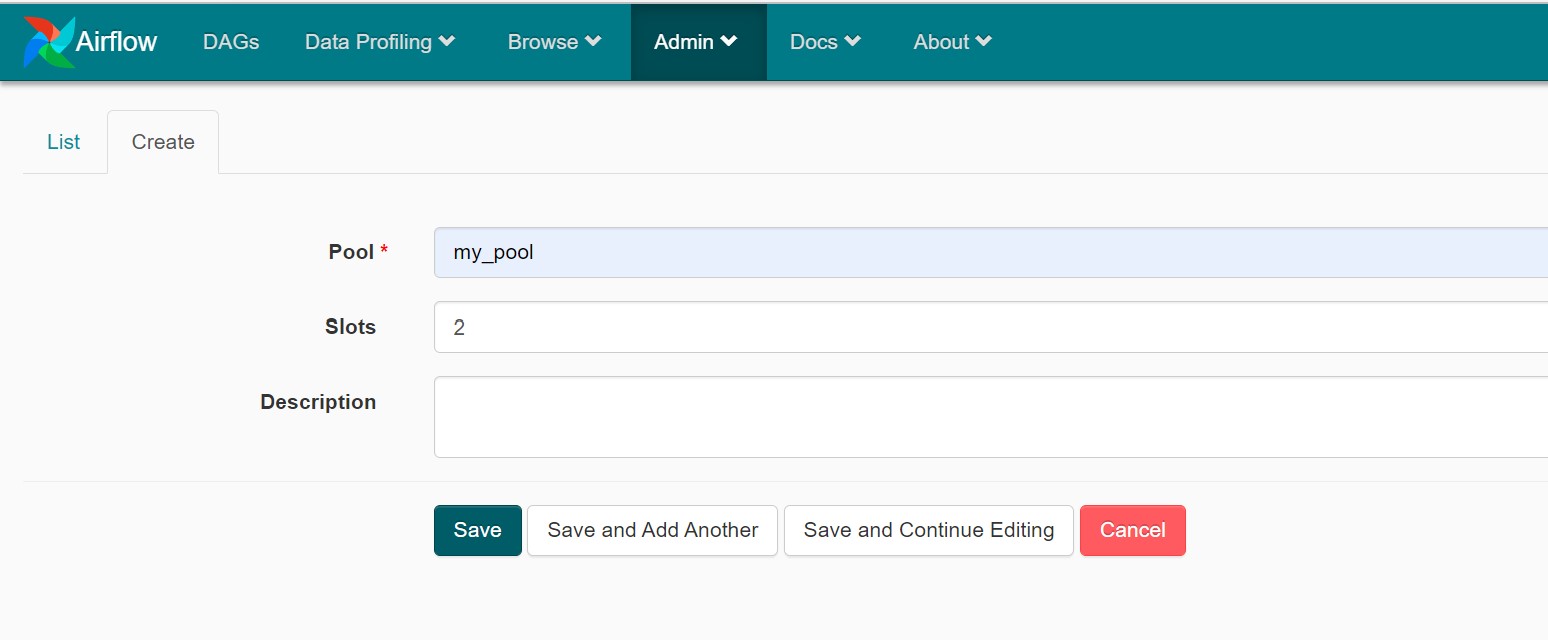 Airflow DAGs Data Profiling Browse Admin Docs About
List Create
Pool * my_pool
Slots 2
Description
Save Save and Add Another Save and Continue Editing Cancel